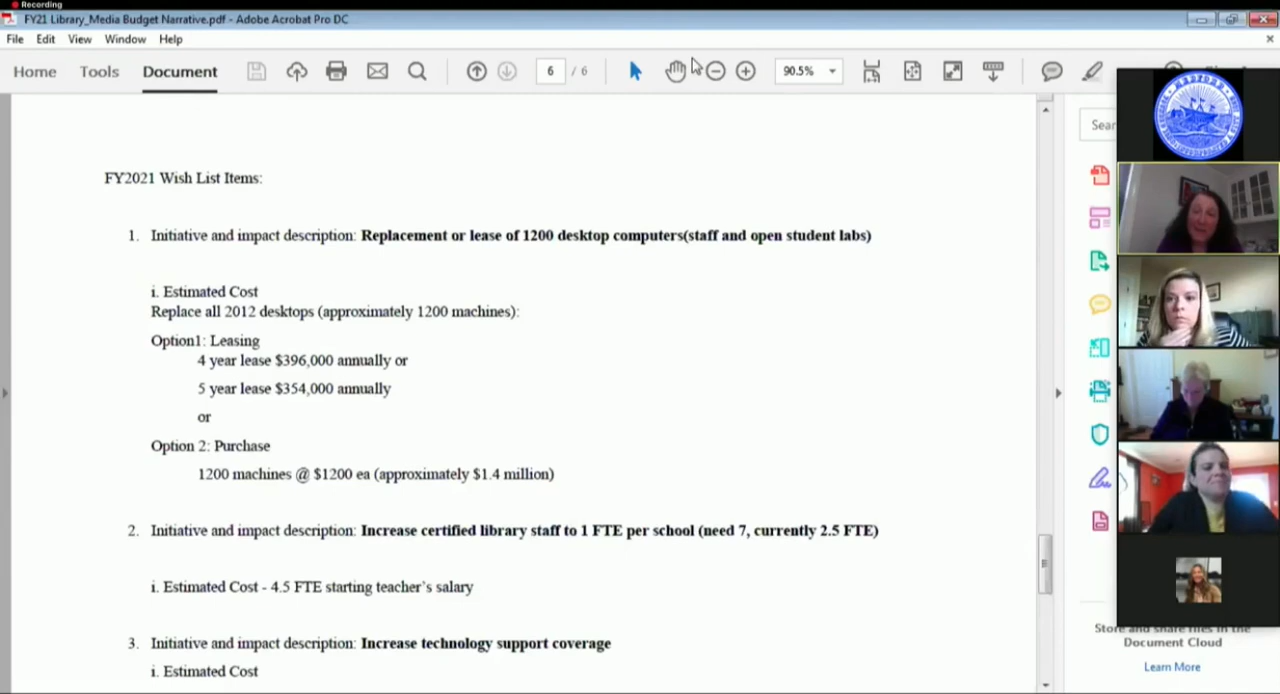 Recording
FY21 Library_Media Budget Narrative.pdf - Adobe Acrobat Pro DC
File Edit View Window Help
Home Tools Document 6 / 6 90.5%
FY2021 Wish List Items:
1. Initiative and impact description: Replacement or lease of 1200 desktop computers(staff and open student labs)
i. Estimated Cost
Replace all 2012 desktops (approximately 1200 machines):
Option1: Leasing
4 year lease $396,000 annually or
5 year lease $354,000 annually
or
Option 2: Purchase
1200 machines @ $1200 ea (approximately $1.4 million)
2. Initiative and impact description: Increase certified library staff to 1 FTE per school (need 7, currently 2.5 FTE)
i. Estimated Cost - 4.5 FTE starting teacher's salary
3. Initiative and impact description: Increase technology support coverage
i. Estimated Cost
Sear
Store and share files in the
Document Cloud
Learn More